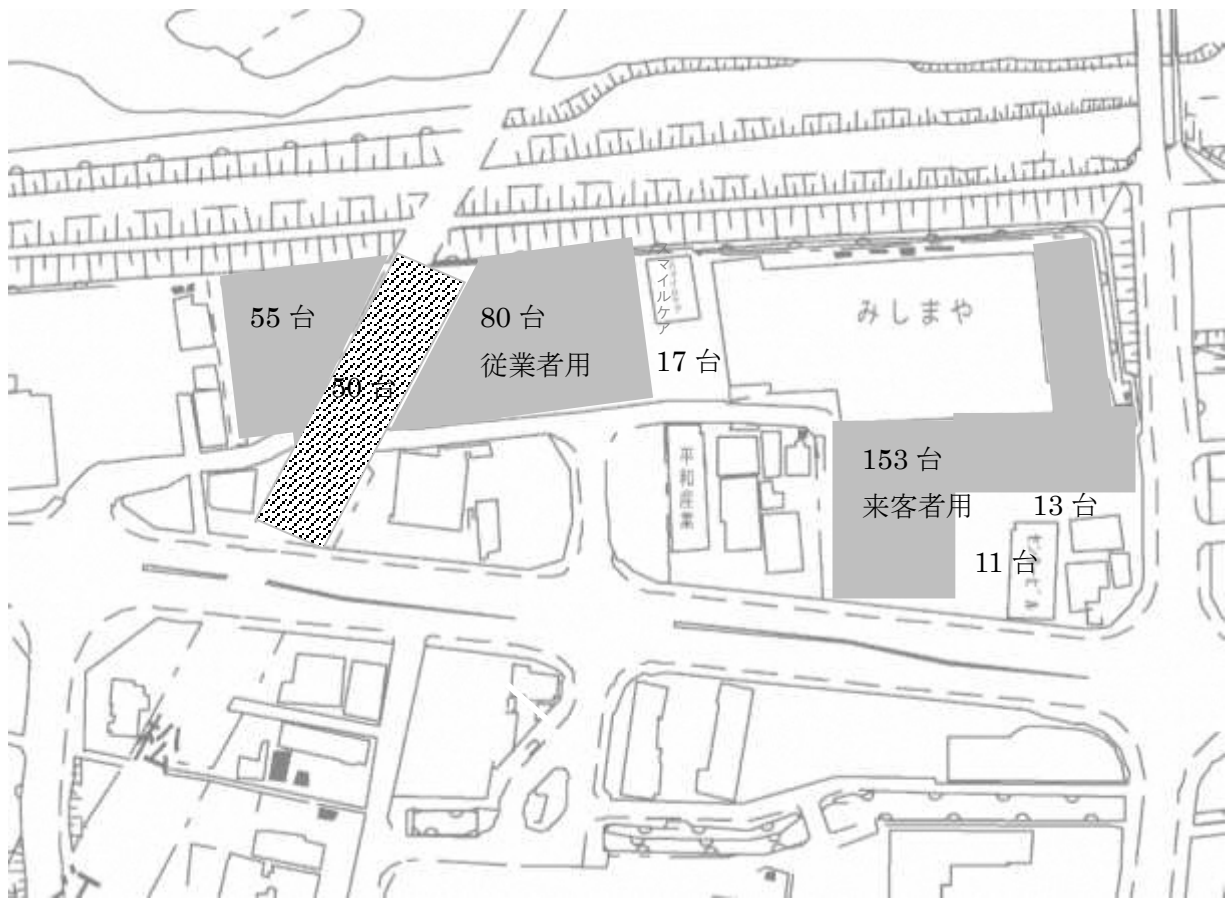 55 台
80 台
従業者用
50 台
マイルケア
17 台
みしまや
平和産業
153 台
来客者用
13 台
11 台